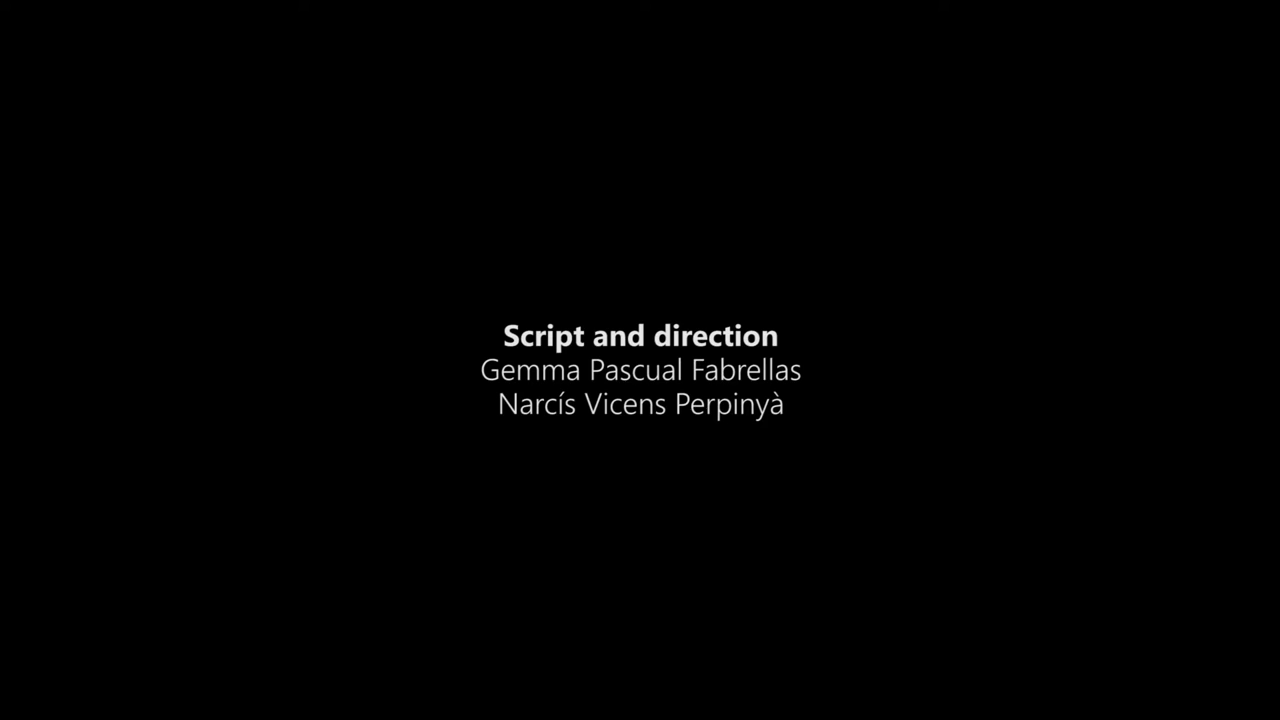 Script and direction
Gemma Pascual Fabrellas
Narcís Vicens Perpinyà